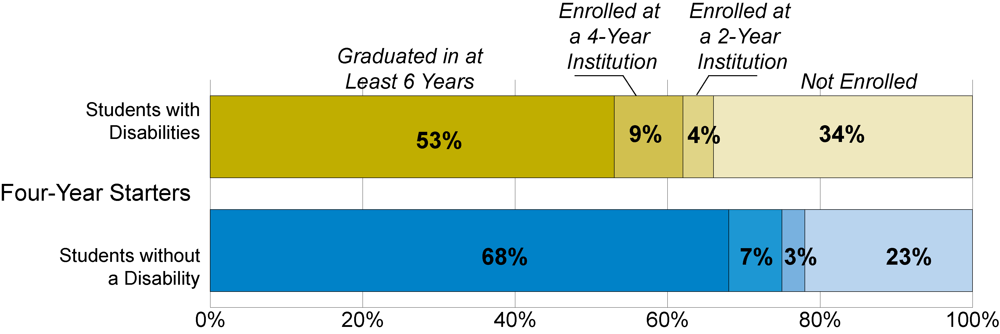 Enrolled at
a 4-Year
Institution
Enrolled at
a 2-Year
Institution
Graduated in at
Least 6 Years
Not Enrolled
Students with
Disabilities
53%
9%
4%
34%
Four-Year Starters
Students without
a Disability
68%
7%
3%
23%
0%
20%
40%
60%
80%
100%